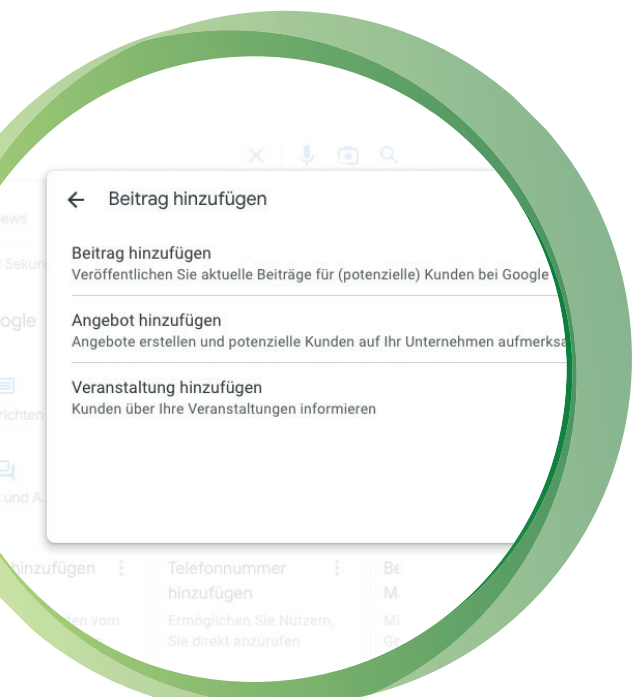 Beitrag hinzufügen
Beitrag hinzufügen
Veröffentlichen Sie aktuelle Beiträge für (potenzielle) Kunden bei Google
Angebot hinzufügen
Angebote erstellen und potenzielle Kunden auf Ihr Unternehmen
Veranstaltung hinzufügen
Kunden über Ihre Veranstaltungen informieren
und A
hinzufügen
Telefonnummer
hinzufügen
vom
Ermöglichen Sie Nutzern,
Sie direkt anzurufen